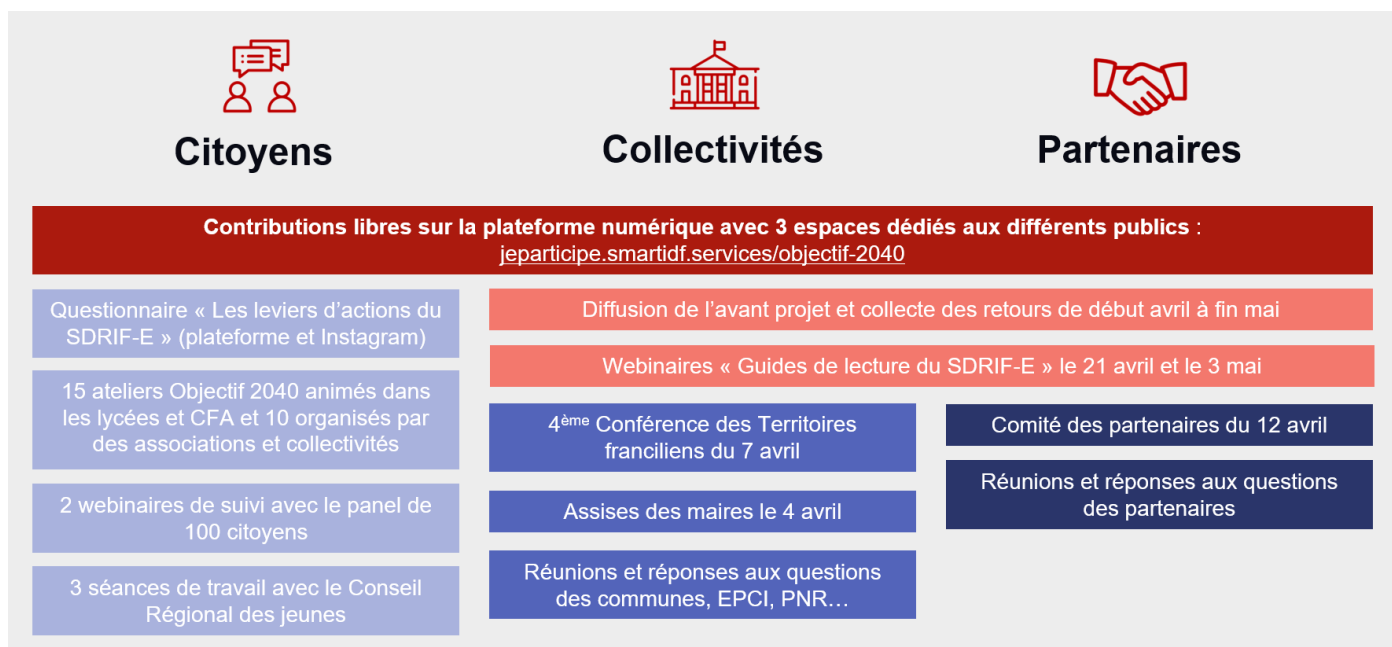 Citoyens
Collectivités
Partenaires
Contributions libres sur la plateforme numérique avec 3 espaces dédiés aux différents publics :
jeparticipe.smartidf.services/objectif-2040
Questionnaire « Les leviers d’actions du
SDRIF-E » (plateforme et Instagram)
15 ateliers Objectif 2040 animés dans
les lycées et CFA et 10 organisés par
des associations et collectivités
2 webinaires de suivi avec le panel de
100 citoyens
3 séances de travail avec le Conseil
Régional des jeunes
Diffusion de l’avant projet et collecte des retours de début avril à fin mai
Webinaires « Guides de lecture du SDRIF-E » le 21 avril et le 3 mai
4ème Conférence des Territoires
franciliens du 7 avril
Assises des maires le 4 avril
Réunions et réponses aux questions
des communes, EPCI, PNR…
Comité des partenaires du 12 avril
Réunions et réponses aux questions
des partenaires